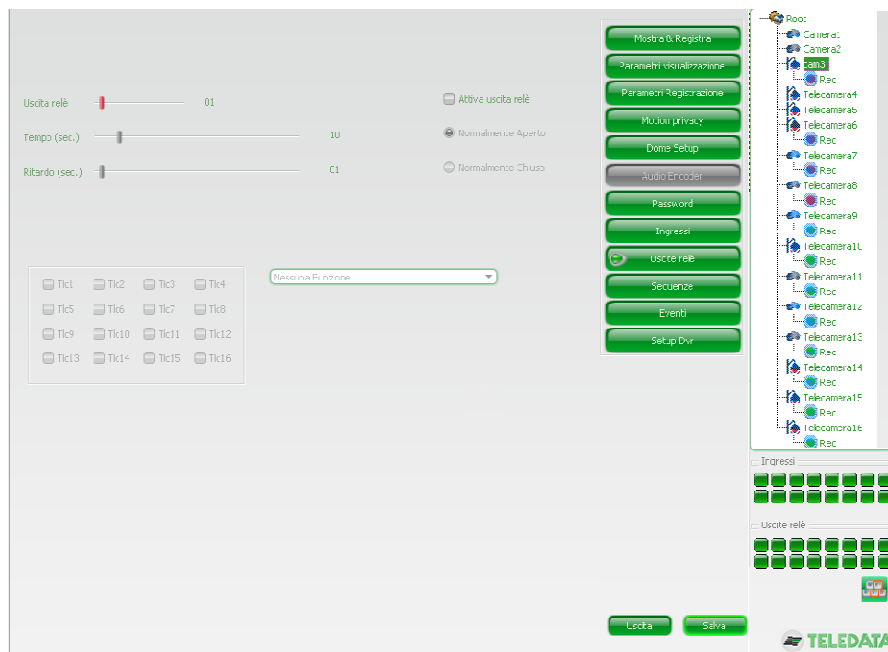 Mostra & Registra
Parametri visualizzazione
Parametri Registrazione
Motion privacy
Dome Setup
Audio Encoder
Password
Ingressi
Uscite relè
Sequenze
Eventi
Setup Dvr
Uscita relè
01
Attiva uscita relè
Tempo (sec.)
10
Normalmente Aperto
Ritardo (sec.)
01
Normalmente Chiuso
Tlc1 Tlc2 Tlc3 Tlc4
Tlc5 Tlc6 Tlc7 Tlc8
Tlc9 Tlc10 Tlc11 Tlc12
Tlc13 Tlc14 Tlc15 Tlc16
Nessuna Funzione
Root
Camera1
Camera2
cam3
Rec
Telecamera4
Telecamera5
Telecamera6
Rec
Telecamera7
Rec
Telecamera8
Rec
Telecamera9
Rec
Telecamera10
Rec
Telecamera11
Rec
Telecamera12
Rec
Telecamera13
Rec
Telecamera14
Rec
Telecamera15
Rec
Telecamera16
Rec
Ingressi
Uscite relè
Uscita
Salva
TELEDATA